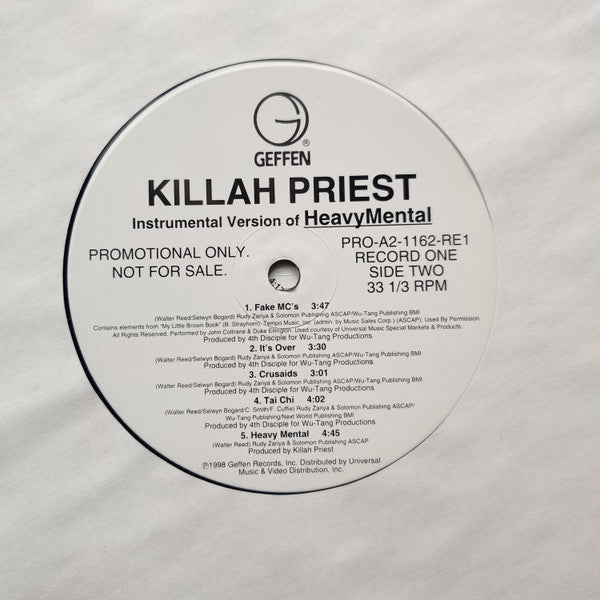 GEFFEN®
KILLAH PRIEST
Instrumental Version of HeavyMental
PROMOTIONAL ONLY.
NOT FOR SALE.
PRO-A2-1162-RE1
RECORD ONE
SIDE TWO
33 1/3 RPM
1. Fake MC's 3:47
(Walter Reed/Selwyn Bogard) Rudy Zariya & Solomon Publishing ASCAP/Wu-Tang Publishing BMI
Contains elements from "My Little Brown Book" (B. Strayhorn) Tempo Music, (admin. by Music Sales Corp.) (ASCAP). Used By Permission.
All Rights Reserved. Performed by John Coltrane & Duke Ellington. Used courtesy of Universal Music Special Markets & Products.
Produced by 4th Disciple for Wu-Tang Productions
2. It's Over 3:30
(Walter Reed/Selwyn Bogard) Rudy Zariya & Solomon Publishing ASCAP/Wu-Tang Publishing BMI
Produced by 4th Disciple for Wu-Tang Productions
3. Crusaids 3:01
(Walter Reed/Selwyn Bogard) Rudy Zariya & Solomon Publishing ASCAP/Wu-Tang Publishing BMI
Produced by 4th Disciple for Wu-Tang Productions
4. Tai Chi 4:02
(Walter Reed/Selwyn Bogard/C. Smith/F. Cuffie) Rudy Zariya & Solomon Publishing ASCAP/
Wu-Tang Publishing/Next World Publishing BMI
Produced by 4th Disciple for Wu-Tang Productions
5. Heavy Mental 4:45
(Walter Reed) Rudy Zariya & Solomon Publishing ASCAP
Produced by Killah Priest
℗1998 Geffen Records, Inc. Distributed by Universal
Music & Video Distribution, Inc.